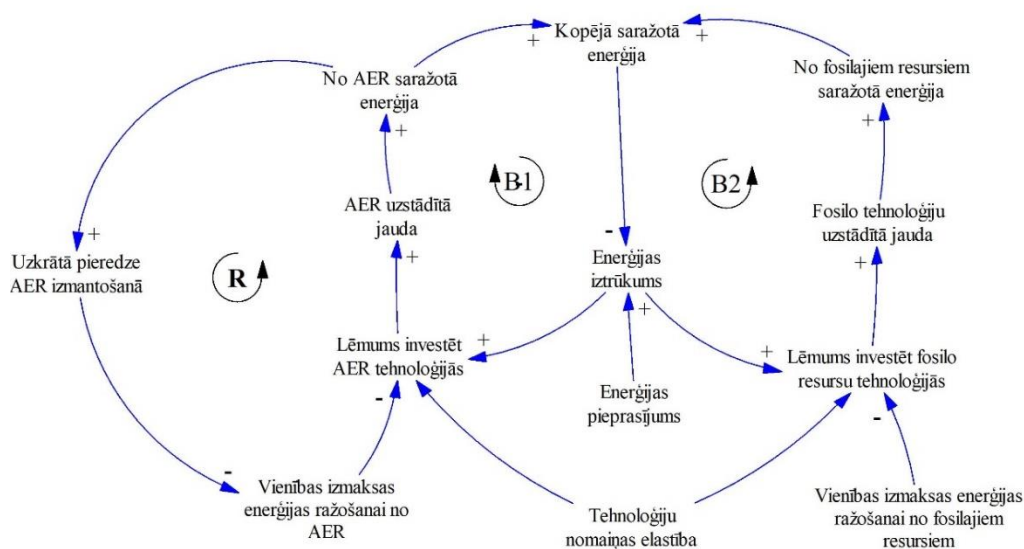 Kopējā saražotā
enerģija
+
+
No AER saražotā
enerģija
No fosilajiem resursiem
saražotā enerģija
+
+
B1
B2
AER uzstādītā
jauda
Fosilo tehnoloģiju
uzstādītā jauda
+
-
Uzkrātā pieredze
AER izmantošanā
R
+
Enerģijas
iztrūkums
+
+
Lēmums investēt
AER tehnoloģijās
+
+
Lēmums investēt fosilo
resursu tehnoloģijās
-
Enerģijas
pieprasījums
-
-
Vienības izmaksas
enerģijas ražošanai no
AER
Tehnoloģiju
nomaiņas elastība
Vienības izmaksas enerģijas
ražošanai no fosilajiem
resursiem